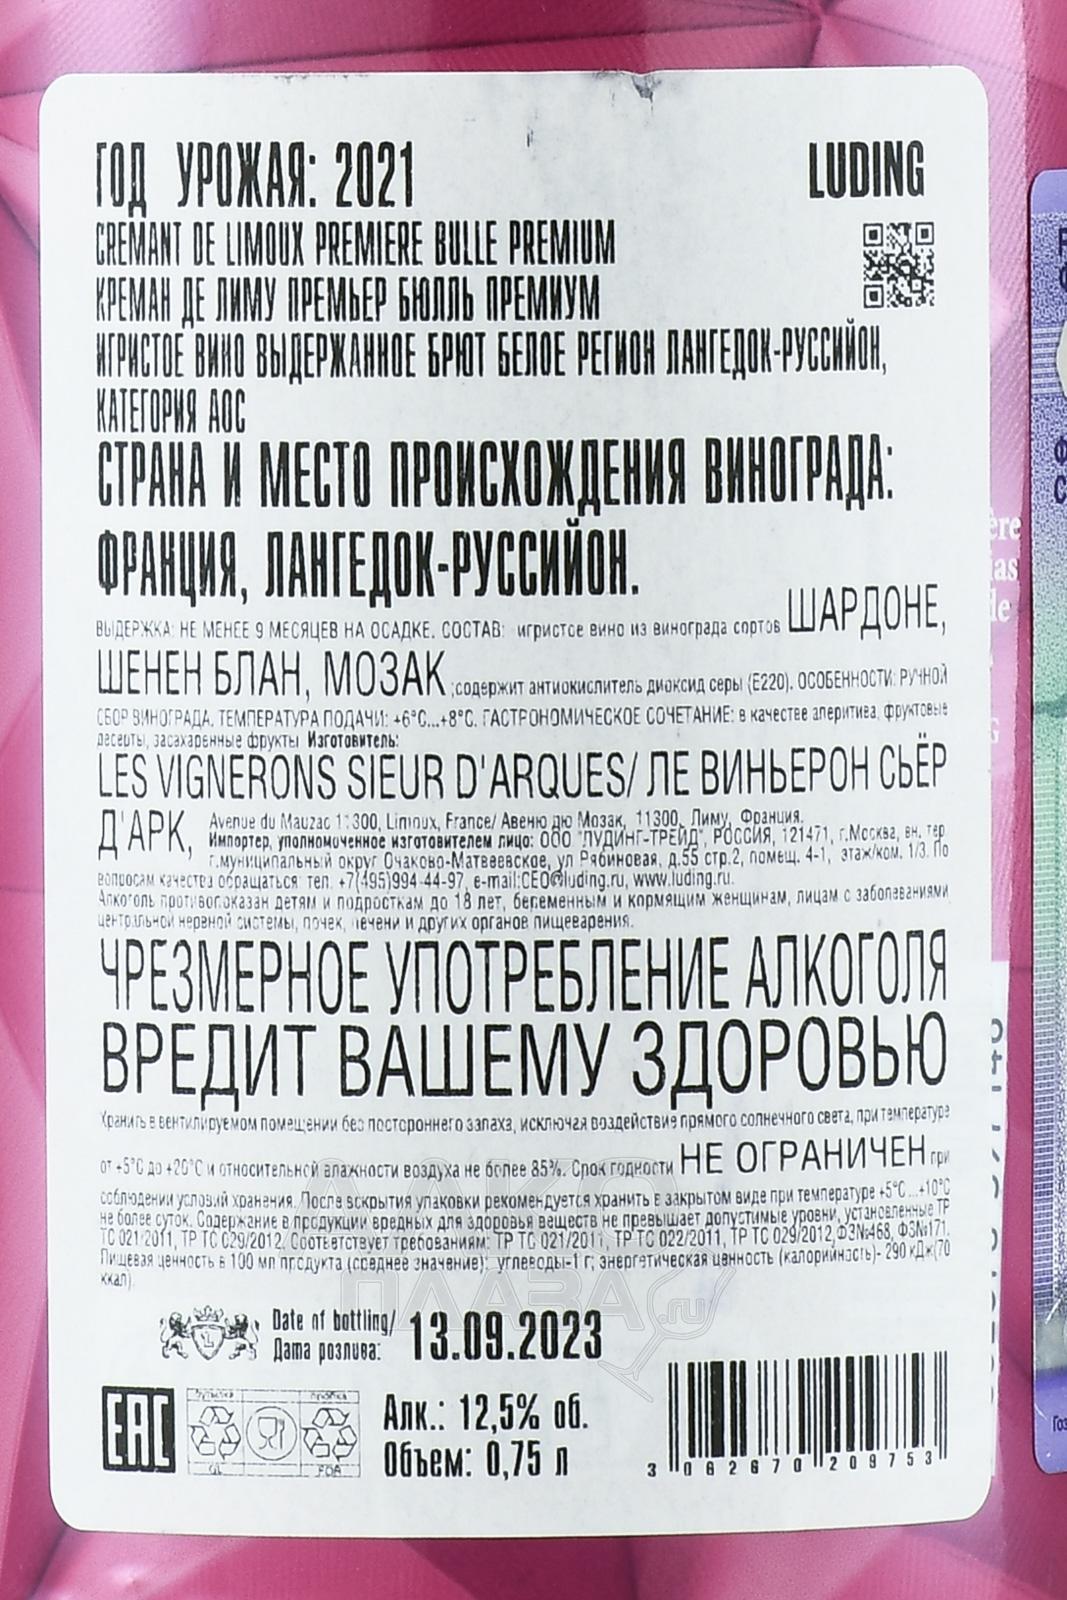 ГОД УРОЖАЯ: 2021
LUDING
CREMANT DE LIMOUX PREMIERE BULLE PREMIUM
КРЕМАН ДЕ ЛИМУ ПРЕМЬЕР БЮЛЛЬ ПРЕМИУМ
ИГРИСТОЕ ВИНО ВЫДЕРЖАННОЕ БРЮТ БЕЛОЕ РЕГИОН ЛАНГЕДОК-РУССИЙОН,
КАТЕГОРИЯ АОС
СТРАНА И МЕСТО ПРОИСХОЖДЕНИЯ ВИНОГРАДА:
ФРАНЦИЯ, ЛАНГЕДОК-РУССИЙОН.
ВЫДЕРЖКА: НЕ МЕНЕЕ 9 МЕСЯЦЕВ НА ОСАДКЕ. СОСТАВ: игристое вино из винограда сортов ШАРДОНЕ,
ШЕНЕН БЛАН, МОЗАК ;содержит антиокислитель диоксид серы (E220). ОСОБЕННОСТИ: РУЧНОЙ
СБОР ВИНОГРАДА. ТЕМПЕРАТУРА ПОДАЧИ: +6°С...+8°С. ГАСТРОНОМИЧЕСКОЕ СОЧЕТАНИЕ: в качестве аперитива, фруктовые
десерты, засахаренные фрукты. Изготовитель:
LES VIGNERONS SIEUR D'ARQUES/ ЛЕ ВИНЬЕРОН СЬЁР
Д'АРК, Avenue du Mauzac 11300, Limoux, France/ Авеню дю Мозак, 11300, Лиму, Франция.
Импортер, уполномоченное изготовителем лицо: ООО "ЛУДИНГ-ТРЕЙД", РОССИЯ, 121471, г.Москва, вн. тер.
г.муниципальный округ Очаково-Матвеевское, ул Рябиновая, д.55 стр.2, помещ. 4-1, этаж/ком. 1/3. По
вопросам качества обращаться: тел. +7(495)994-44-97, e-mail:CEO@luding.ru, www.luding.ru.
Алкоголь противопоказан детям и подросткам до 18 лет, беременным и кормящим женщинам, лицам с заболеваниями
центральной нервной системы, почек, печени и других органов пищеварения.
ЧРЕЗМЕРНОЕ УПОТРЕБЛЕНИЕ АЛКОГОЛЯ
ВРЕДИТ ВАШЕМУ ЗДОРОВЬЮ
Хранить в вентилируемом помещении без постороннего запаха, исключая воздействие прямого солнечного света, при температуре
от +5°С до +20°С и относительной влажности воздуха не более 85%. Срок годности НЕ ОГРАНИЧЕН при
соблюдении условий хранения. После вскрытия упаковки рекомендуется хранить в закрытом виде при температуре +5°С...+10°С
не более суток. Содержание в продукции вредных для здоровья веществ не превышает допустимые уровни, установленные ТР
ТС 021/2011, ТР ТС 029/2012. Соответствует требованиям: ТР ТС 021/2011, ТР ТС 022/2011, ТР ТС 029/2012,ФЗ№468, ФЗ№171.
Пищевая ценность в 100 мл продукта (среднее значение): углеводы-1 г; энергетическая ценность (калорийность)- 290 кДж(70
ккал).
Date of bottling/
Дата розлива: 13.09.2023
EAC
бутылка пробка
GL FOR
Алк.: 12,5% об.
Объем: 0,75 л
3 062670 209753
АЛКО
ПЛАЗА.ru
ère
ias